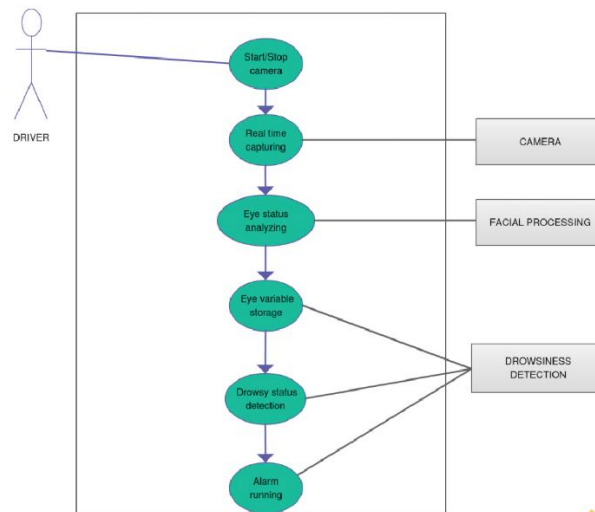 Start/Stop
camera
DRIVER
Real time
capturing
CAMERA
Eye status
analyzing
FACIAL PROCESSING
Eye variable
storage
DROWSINESS
DETECTION
Drowsy status
detection
Alarm
running